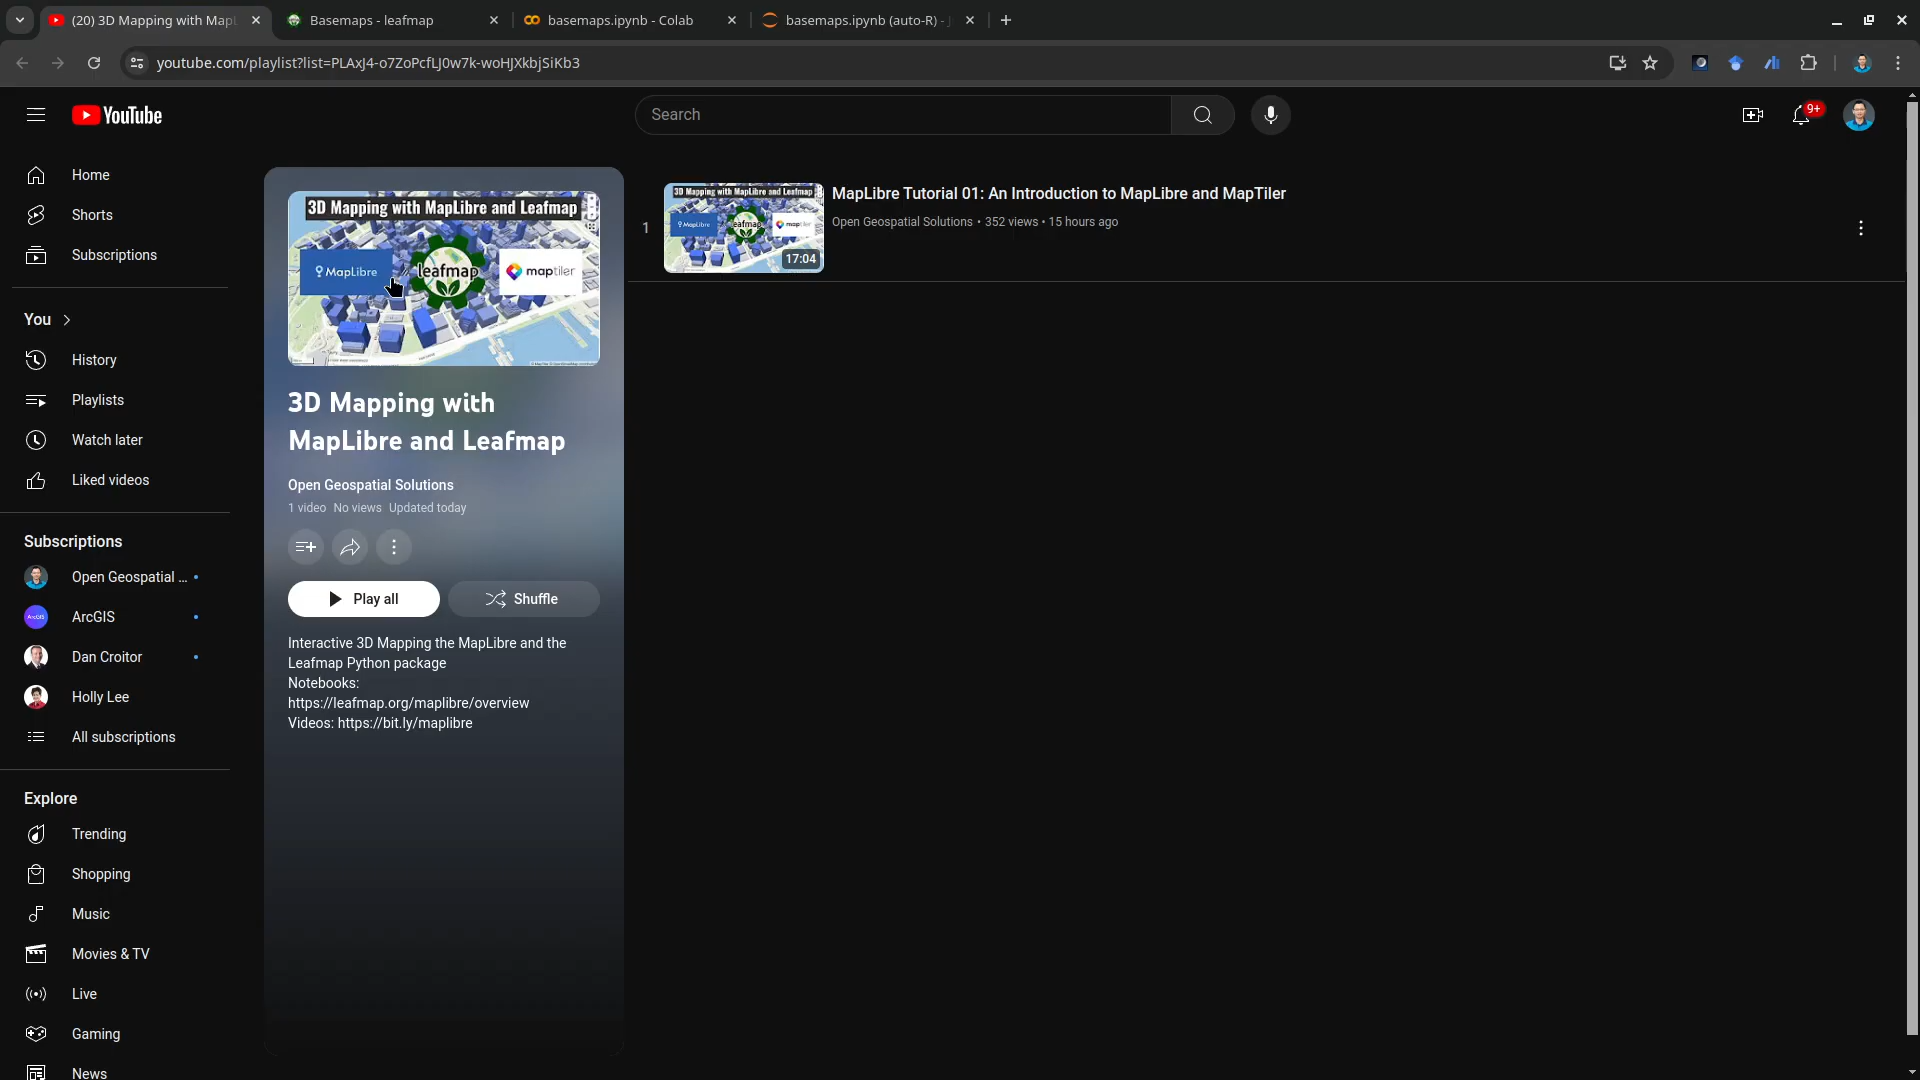 (20) 3D Mapping with MapL
Basemaps - leafmap
basemaps.ipynb - Colab
basemaps.ipynb (auto-R) -
youtube.com/playlist?list=PLAxJ4-o7ZoPcfLJ0w7k-woHJXkbjSiKb3
YouTube
Search
9+
Home
Shorts
Subscriptions
You
History
Playlists
Watch later
Liked videos
Subscriptions
Open Geospatial ...
ArcGIS
Dan Croitor
Holly Lee
All subscriptions
Explore
Trending
Shopping
Music
Movies & TV
Live
Gaming
News
3D Mapping with MapLibre and Leafmap
MapLibre
leafmap
maptiler
3D Mapping with
MapLibre and Leafmap
Open Geospatial Solutions
1 video No views Updated today
Play all
Shuffle
Interactive 3D Mapping the MapLibre and the
Leafmap Python package
Notebooks:
https://leafmap.org/maplibre/overview
Videos: https://bit.ly/maplibre
1
3D Mapping with MapLibre and Leafmap
MapLibre
leafmap
maptiler
17:04
MapLibre Tutorial 01: An Introduction to MapLibre and MapTiler
Open Geospatial Solutions • 352 views • 15 hours ago